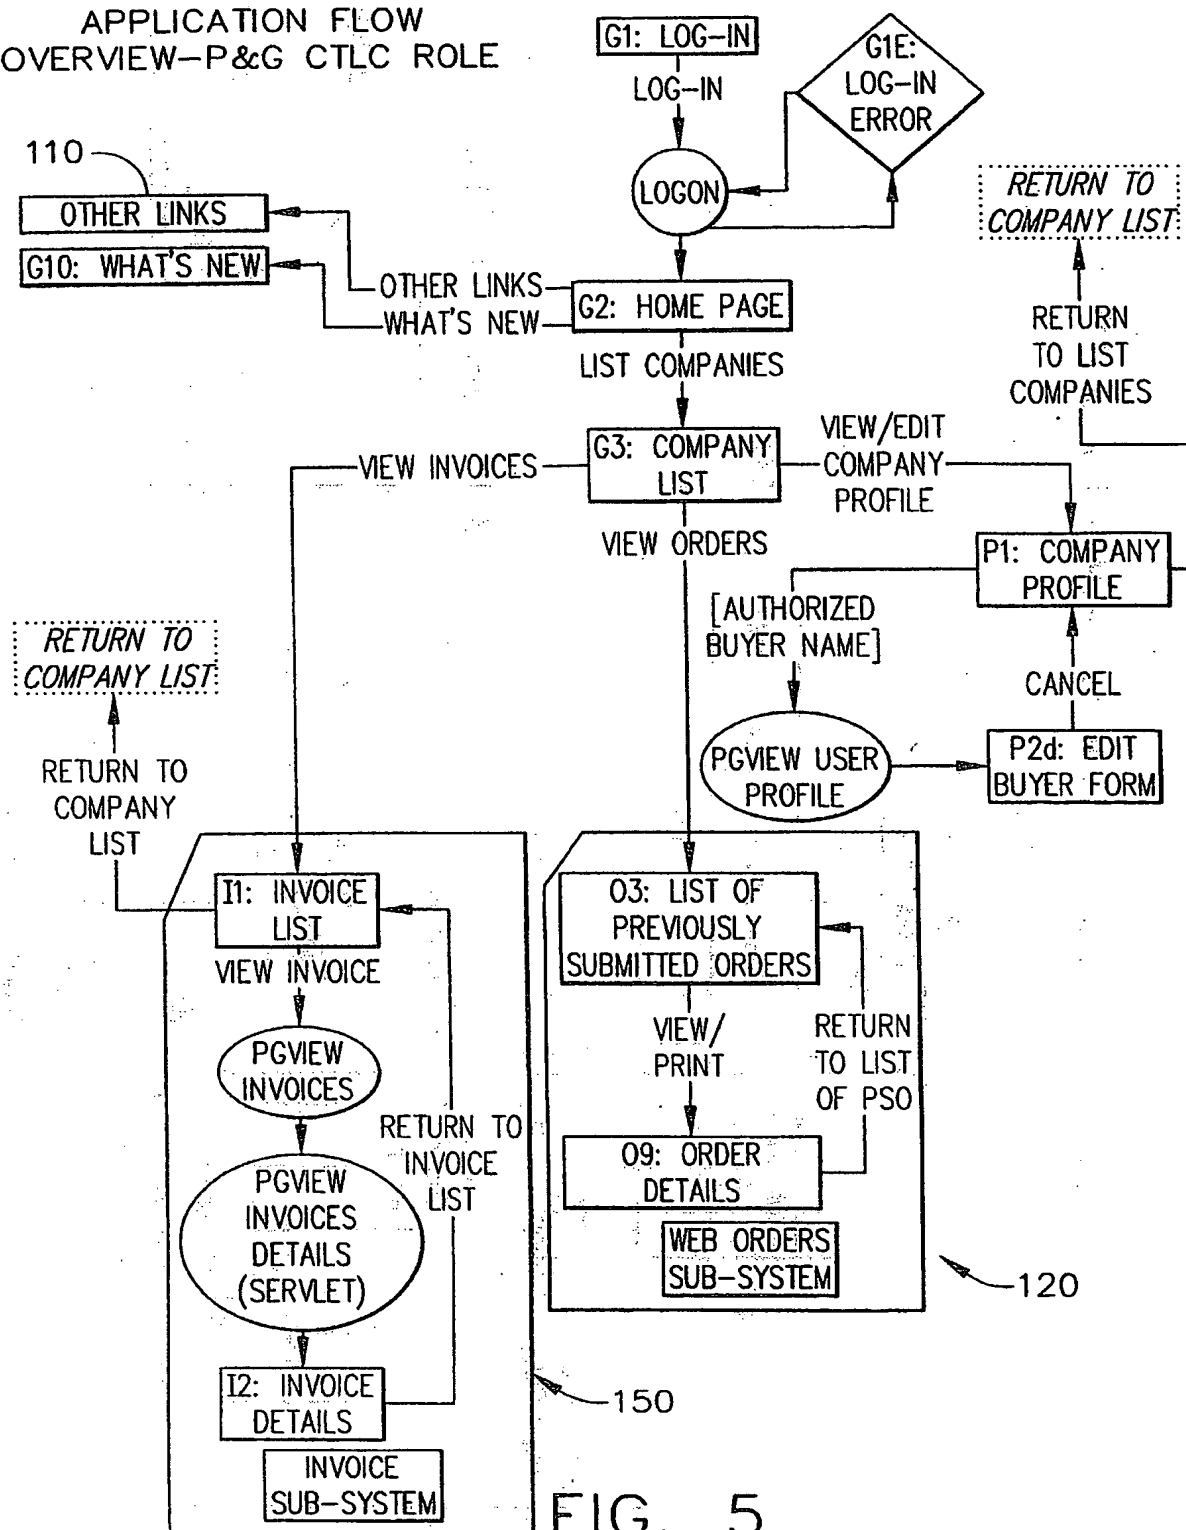 APPLICATION FLOW
OVERVIEW-P&G CTLC ROLE
G1: LOG-IN
LOG-IN
G1E:
LOG-IN
ERROR
LOGON
110
OTHER LINKS
G10: WHAT'S NEW
OTHER LINKS
WHAT'S NEW
G2: HOME PAGE
RETURN TO
COMPANY LIST
RETURN
TO LIST
COMPANIES
LIST COMPANIES
G3: COMPANY
LIST
VIEW INVOICES
VIEW/EDIT
COMPANY
PROFILE
VIEW ORDERS
P1: COMPANY
PROFILE
[AUTHORIZED
BUYER NAME]
CANCEL
PGVIEW USER
PROFILE
P2d: EDIT
BUYER FORM
RETURN TO
COMPANY LIST
RETURN TO
COMPANY
LIST
I1: INVOICE
LIST
VIEW INVOICE
PGVIEW
INVOICES
RETURN TO
INVOICE
LIST
PGVIEW
INVOICES
DETAILS
(SERVLET)
I2: INVOICE
DETAILS
INVOICE
SUB-SYSTEM
150
O3: LIST OF
PREVIOUSLY
SUBMITTED ORDERS
VIEW/
PRINT
RETURN
TO LIST
OF PSO
O9: ORDER
DETAILS
WEB ORDERS
SUB-SYSTEM
120
FIG. 5